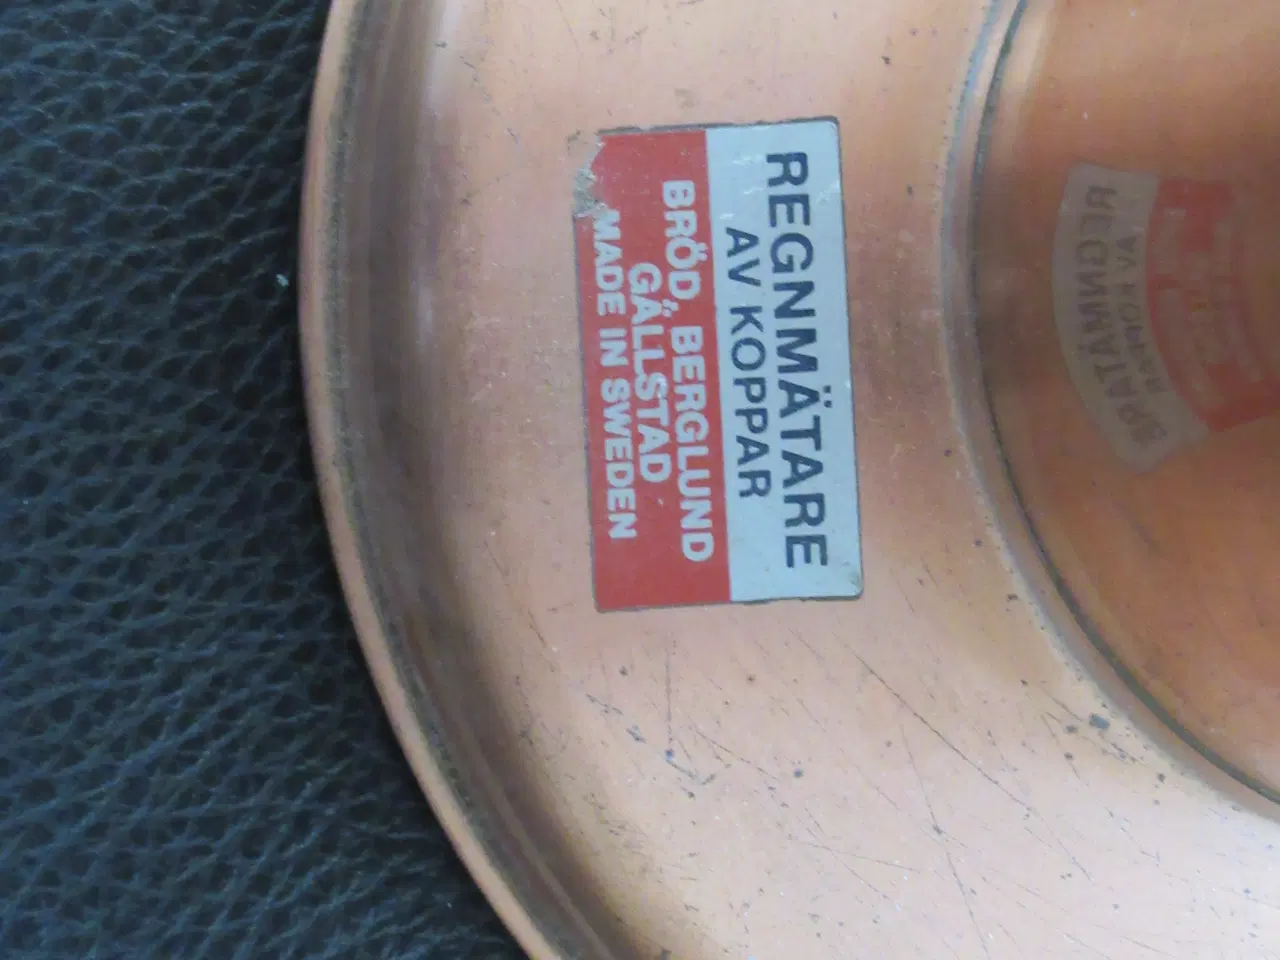 REGNMÄTARE
AV KOPPAR
BRÖD. BERGLUND
GÄLLSTAD
MADE IN SWEDEN